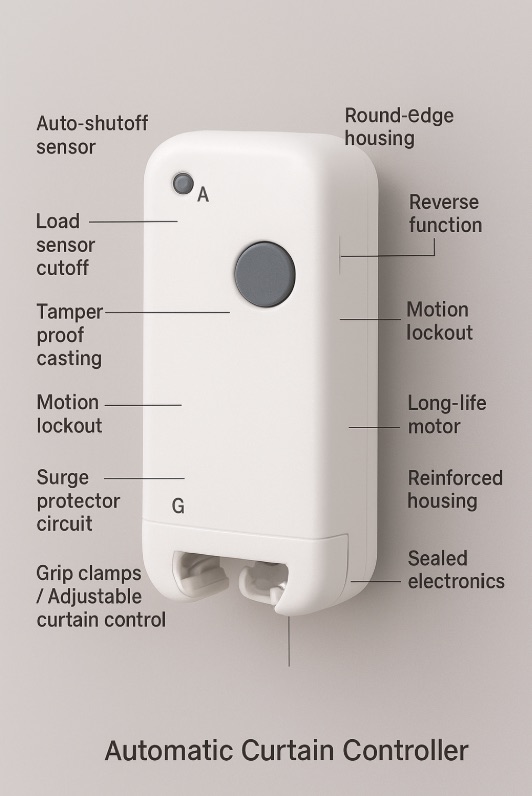 Auto-shutoff
sensor
Round-edge
housing
A
Load
sensor
cutoff
Reverse
function
Tamper
proof
casting
Motion
lockout
Motion
lockout
Long-life
motor
Surge
protector
circuit
Reinforced
housing
G
Grip clamps
/ Adjustable
curtain control
Sealed
electronics
Automatic Curtain Controller